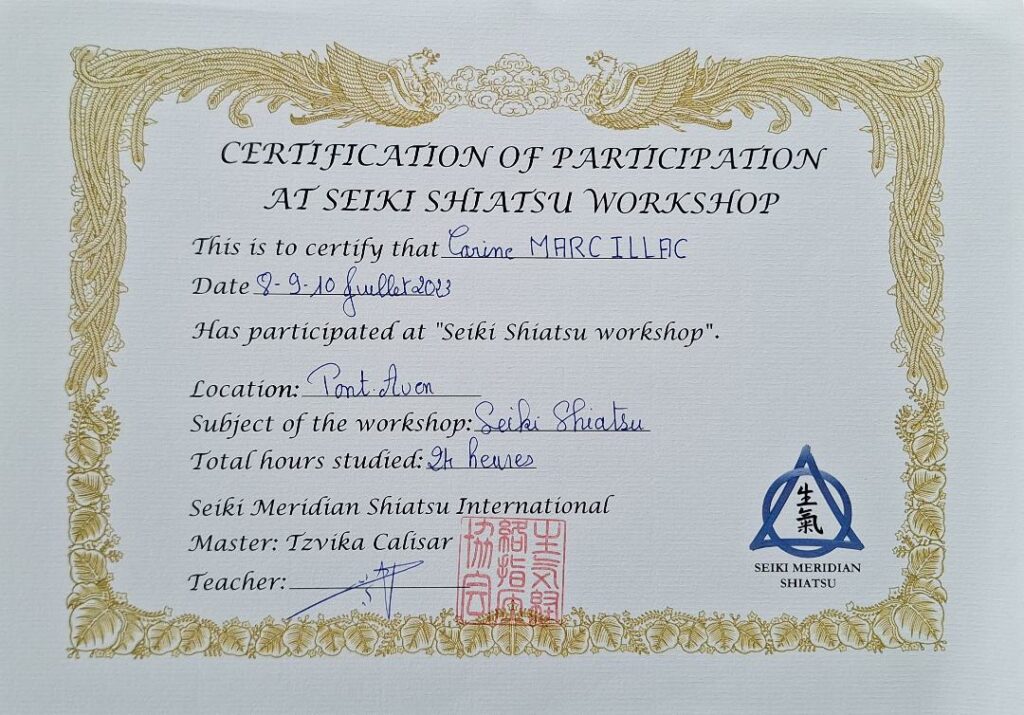 CERTIFICATION OF PARTICIPATION
AT SEIKI SHIATSU WORKSHOP
This is to certify that Carine MARCILLAC
Date 8-9-10 Juillet 2023
Has participated at "Seiki Shiatsu workshop".
Location: Pont-Aven
Subject of the workshop: Seiki Shiatsu
Total hours studied: 24 heures
Seiki Meridian Shiatsu International
Master: Tzvika Calisar
Teacher:
生氣
SEIKI MERIDIAN
SHIATSU